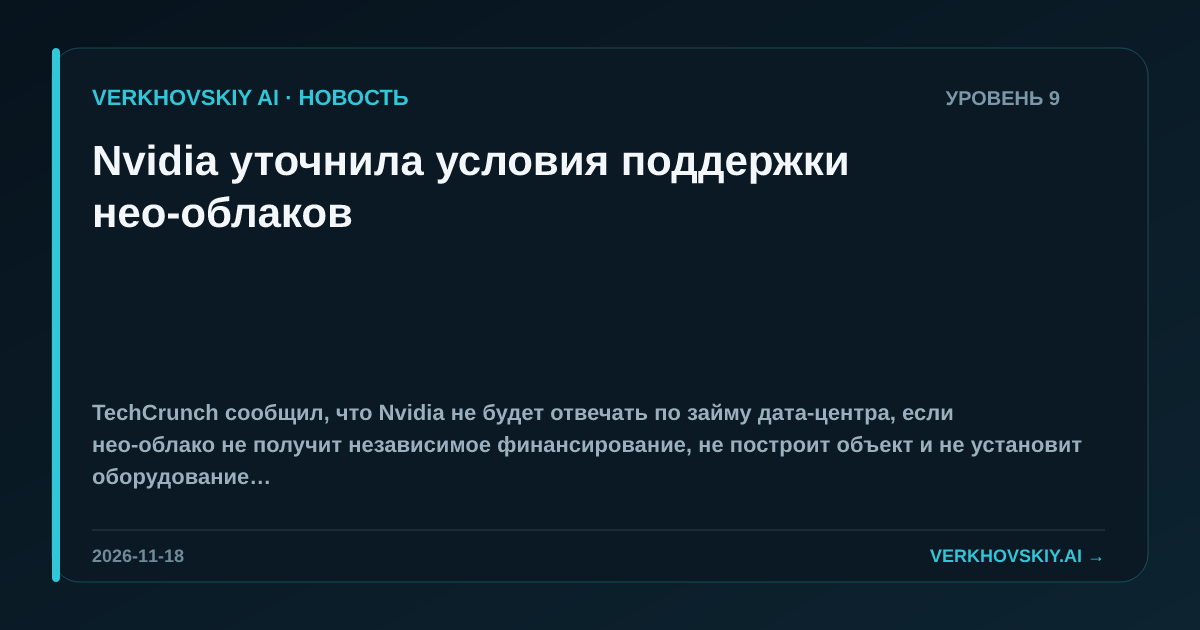 VERKHOVSKIY AI · НОВОСТЬ
УРОВЕНЬ 9
Nvidia уточнила условия поддержки
нео-облаков
TechCrunch сообщил, что Nvidia не будет отвечать по займу дата-центра, если
нео-облако не получит независимое финансирование, не построит объект и не установит
оборудование…
2026-11-18
VERKHOVSKIY.AI →